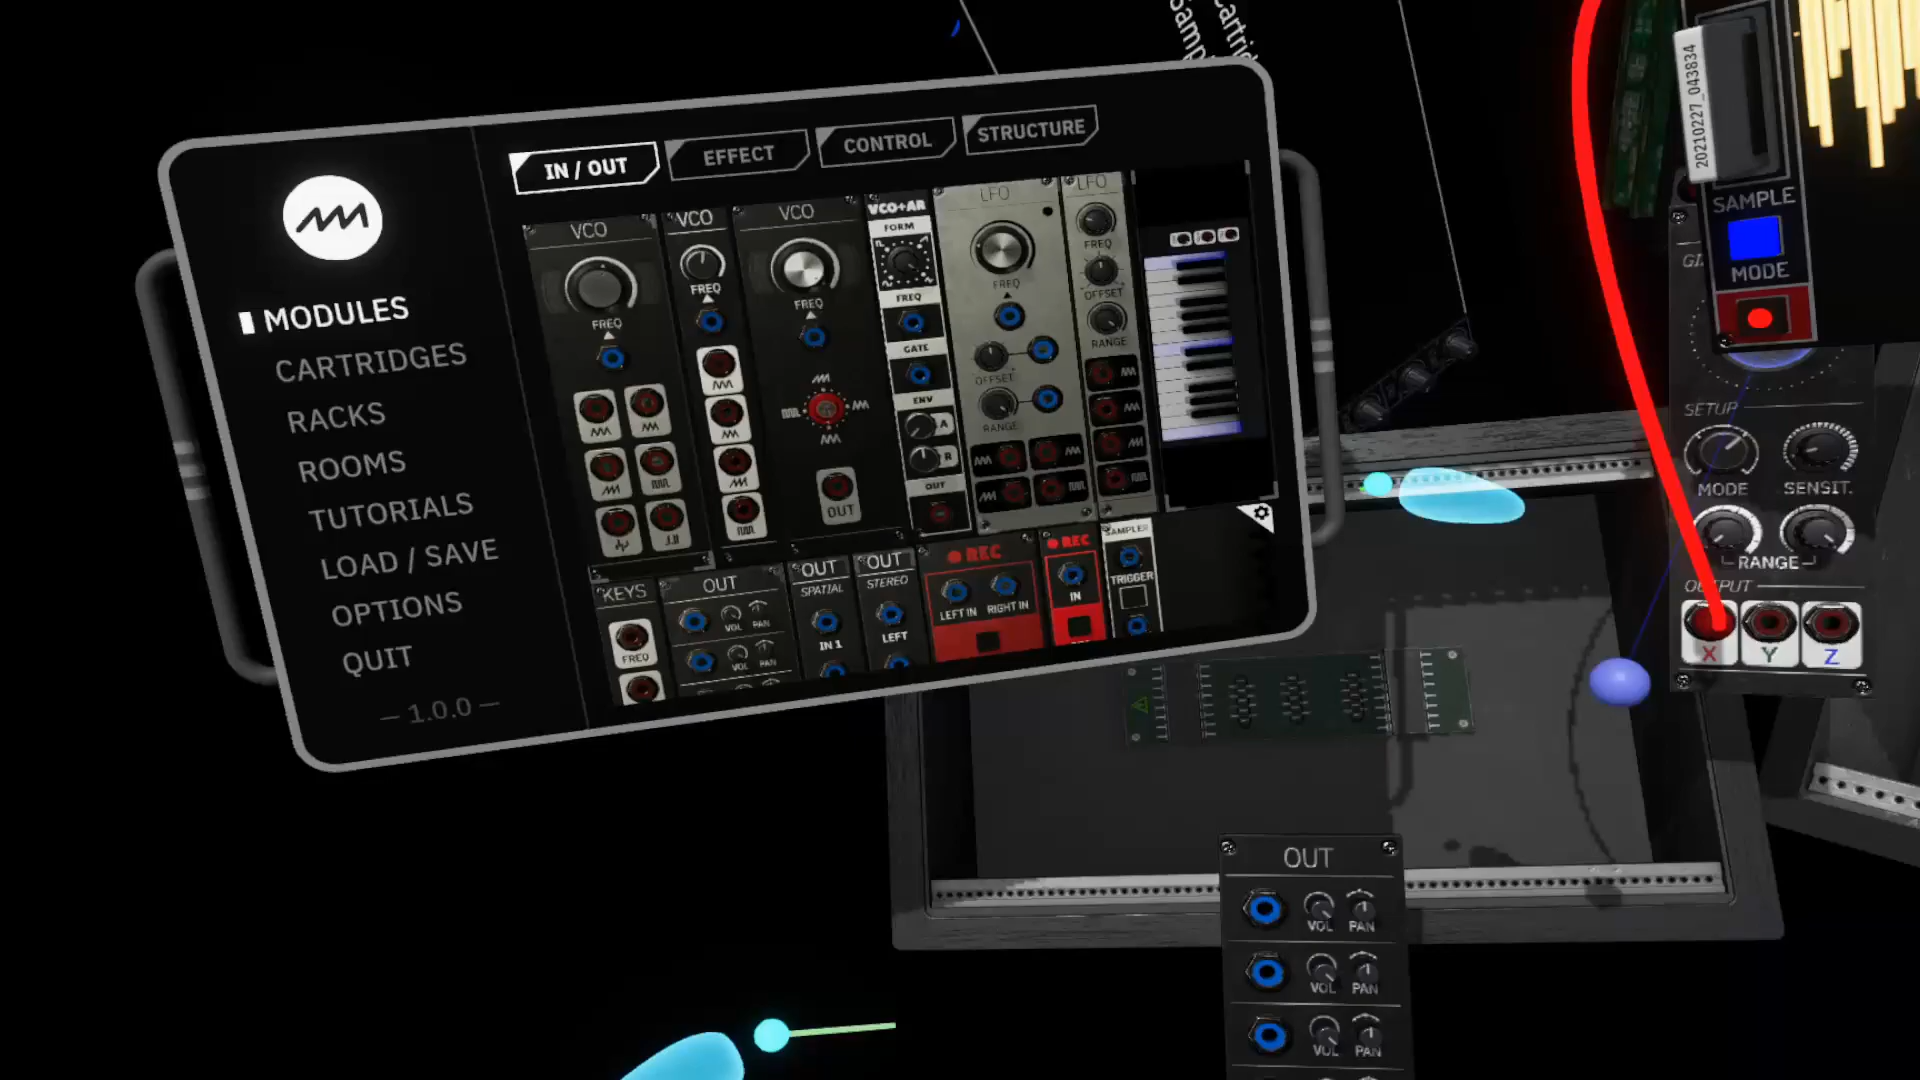 IN / OUT
EFFECT
CONTROL
STRUCTURE
MODULES
CARTRIDGES
RACKS
ROOMS
TUTORIALS
LOAD / SAVE
OPTIONS
QUIT
— 1.0.0 —
VCO
FREQ
VCO
FREQ
VCO
FREQ
OUT
VCO+AR
FORM
FREQ
GATE
ENV
A
R
OUT
LFO
FREQ
OFFSET
RANGE
LFO
FREQ
OFFSET
RANGE
KEYS
FREQ
OUT
VOL PAN
VOL PAN
OUT
SPATIAL
IN 1
OUT
STEREO
LEFT
REC
LEFT IN RIGHT IN
REC
IN
SAMPLER
TRIGGER
20210227_043834
SAMPLE
MODE
SETUP
MODE SENSIT.
RANGE
OUTPUT
X Y Z
OUT
VOL PAN
VOL PAN
VOL PAN